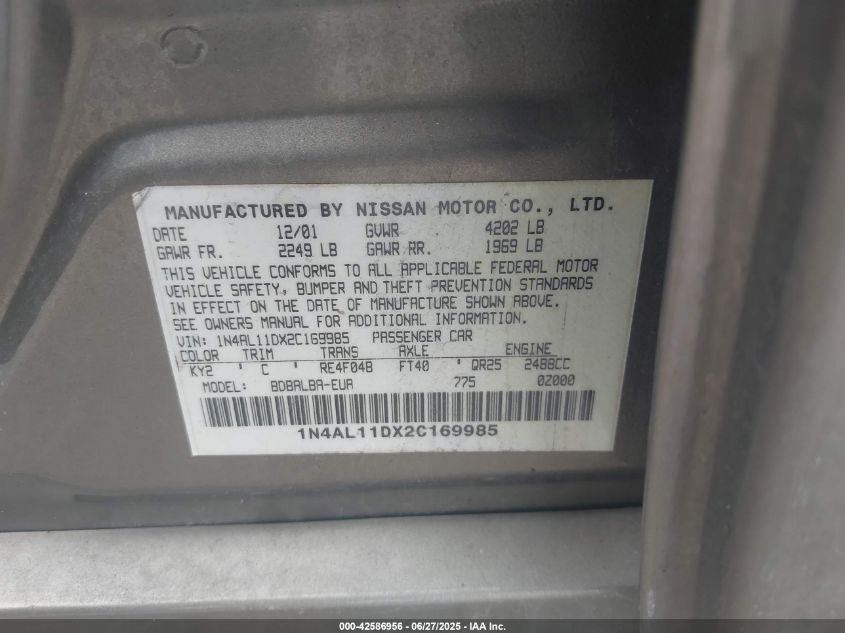 MANUFACTURED BY NISSAN MOTOR CO., LTD.
DATE 12/01 GVWR 4202 LB
GAWR FR. 2249 LB GAWR RR. 1969 LB
THIS VEHICLE CONFORMS TO ALL APPLICABLE FEDERAL MOTOR
VEHICLE SAFETY, BUMPER AND THEFT PREVENTION STANDARDS
IN EFFECT ON THE DATE OF MANUFACTURE SHOWN ABOVE.
SEE OWNERS MANUAL FOR ADDITIONAL INFORMATION.
VIN: 1N4AL11DX2C169985 PASSENGER CAR
COLOR TRIM TRANS AXLE ENGINE
KY2 ' C ' RE4F04B FT40 ' QR25 2488CC
MODEL: BDBALBA-EUA 775 0Z000
1N4AL11DX2C169985
000-42586956 - 06/27/2025 - IAA Inc.